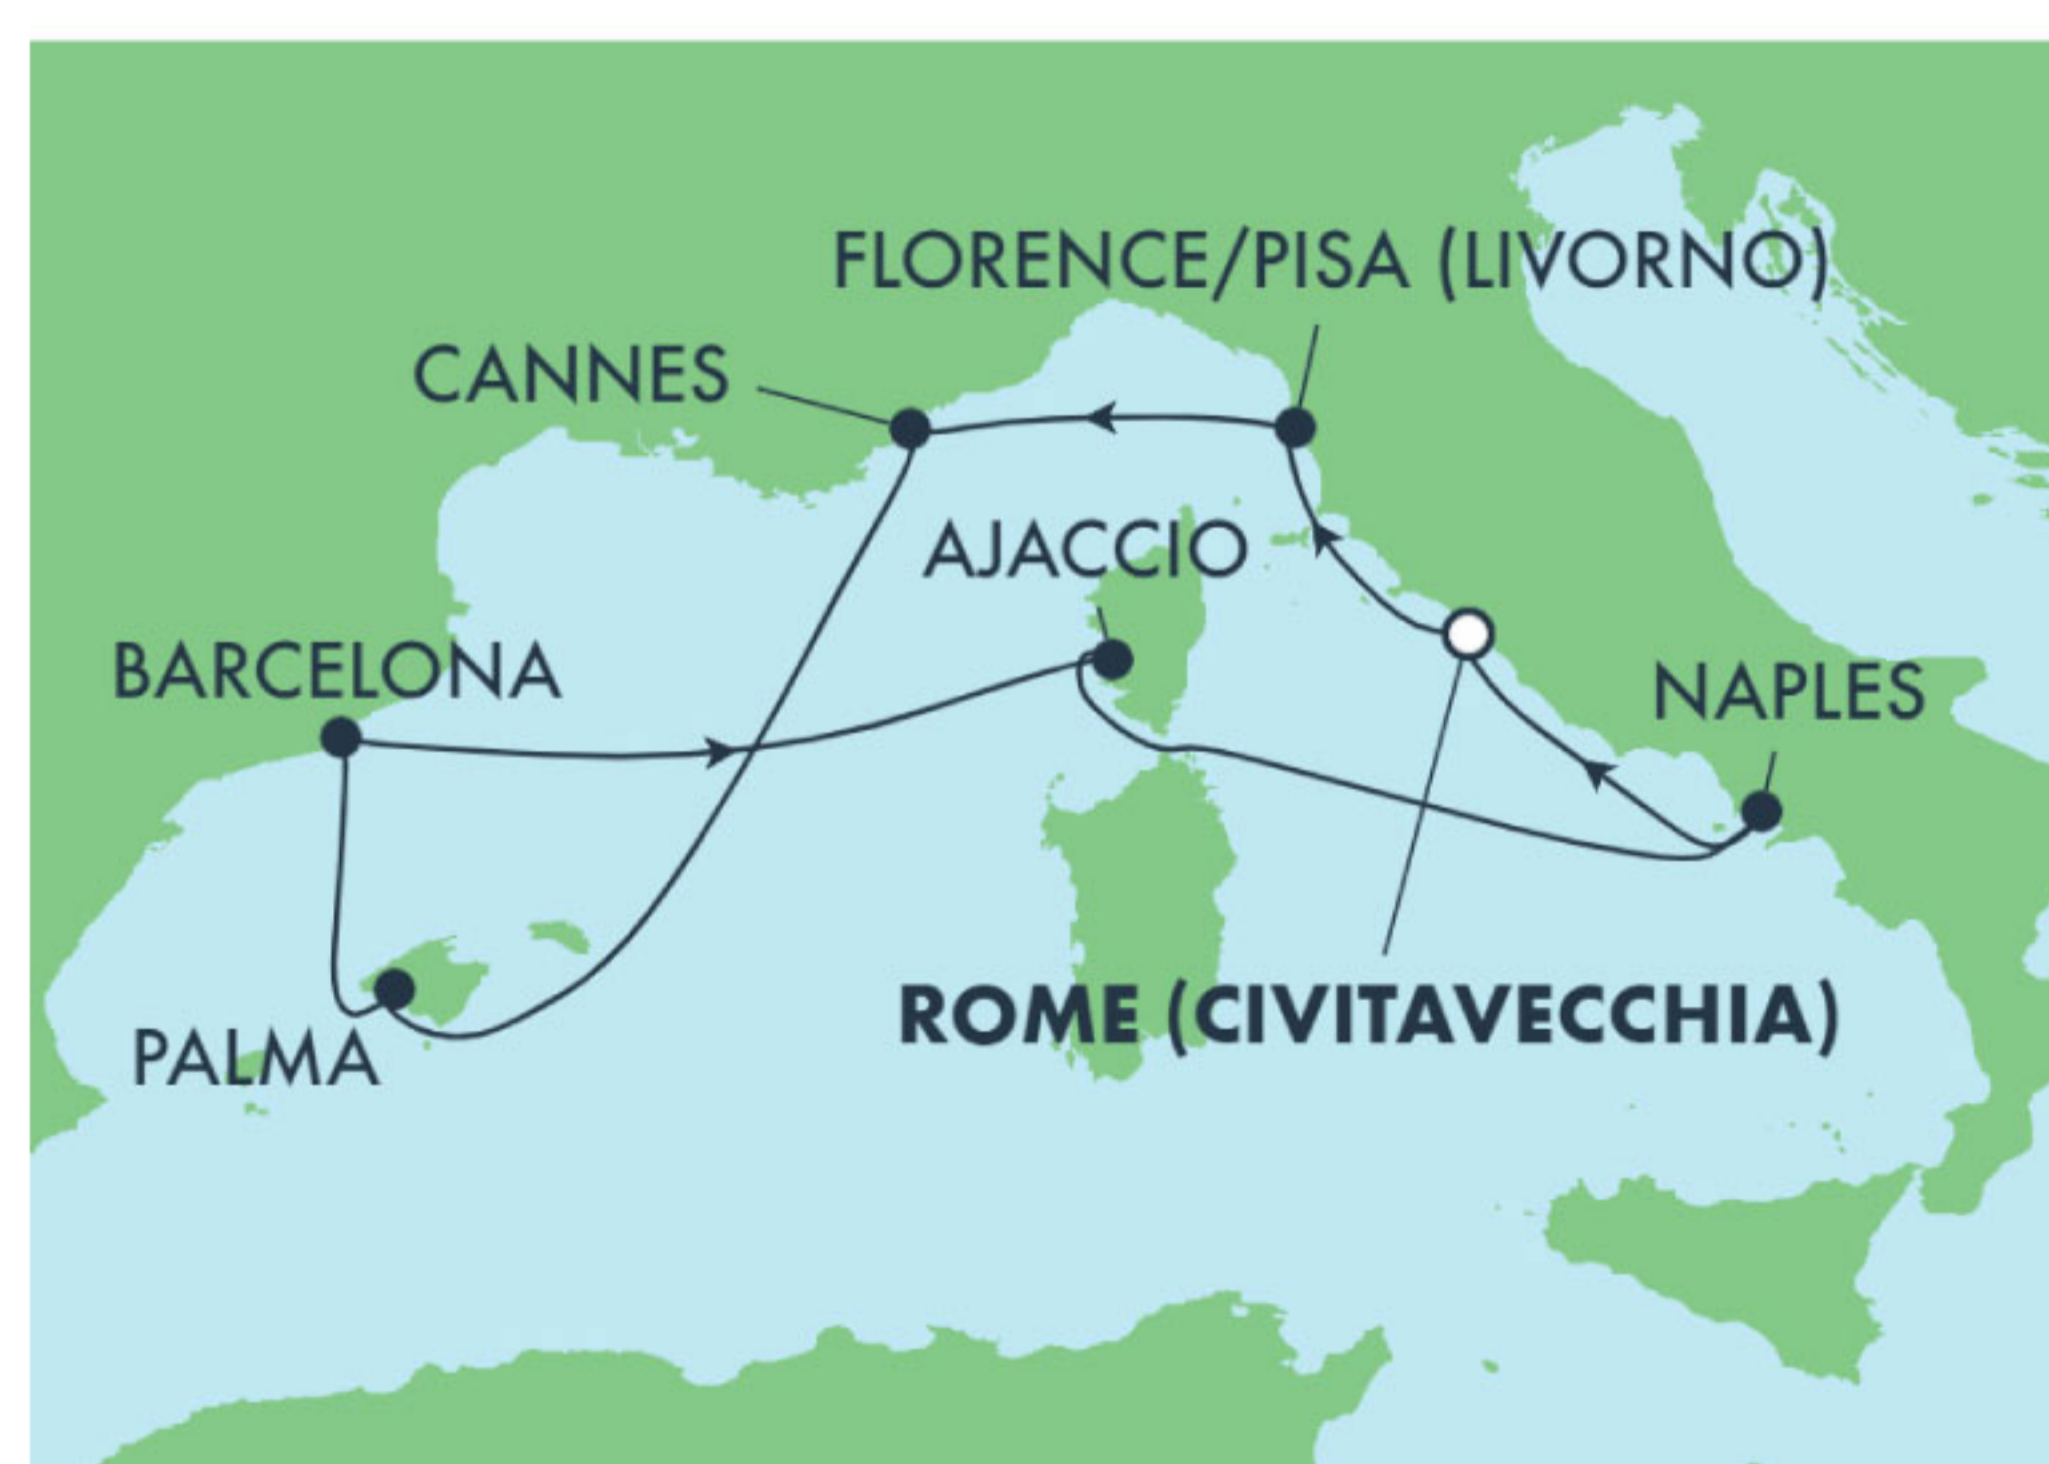 FLORENCE/PISA (LIVORNO)
CANNES
AJACCIO
BARCELONA
NAPLES
ROME (CIVITAVECCHIA)
PALMA